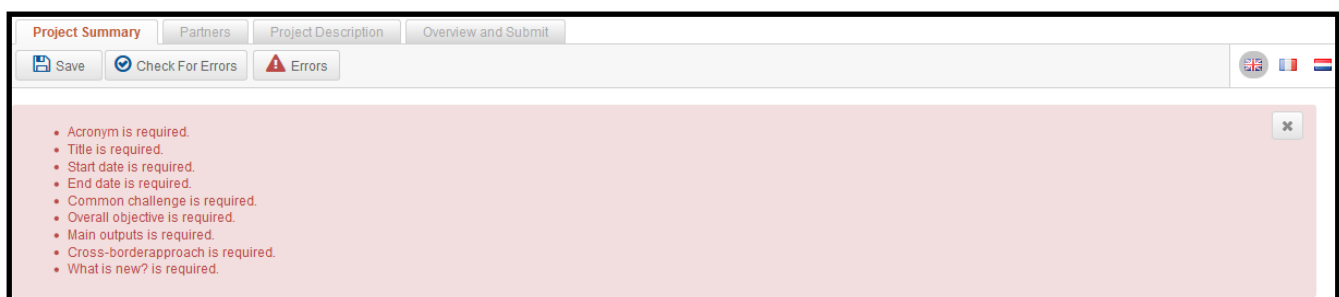 Project Summary Partners Project Description Overview and Submit
Save Check For Errors Errors
Acronym is required.
Title is required.
Start date is required.
End date is required.
Common challenge is required.
Overall objective is required.
Main outputs is required.
Cross-borderapproach is required.
What is new? is required.